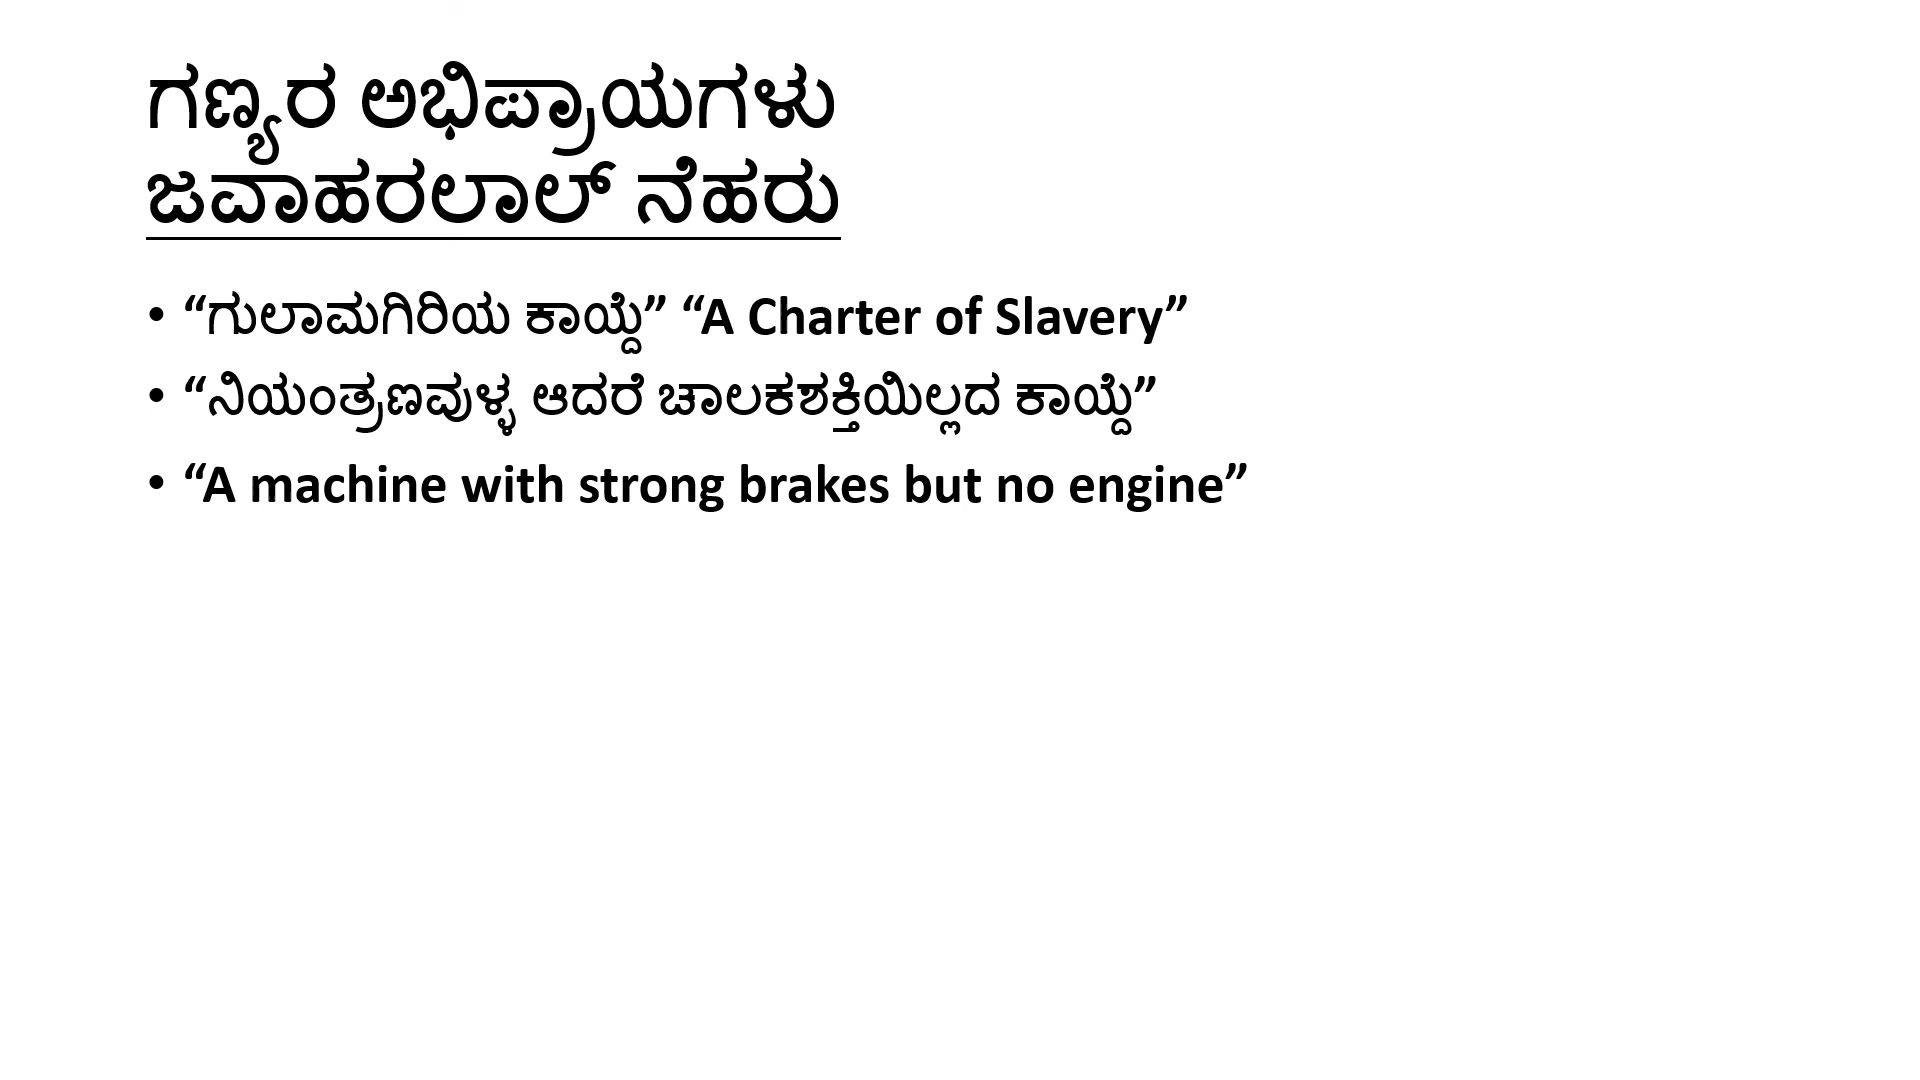 ಗಣ್ಯರ ಅಭಿಪ್ರಾಯಗಳು
ಜವಾಹರಲಾಲ್ ನೆಹರು
• “ಗುಲಾಮಗಿರಿಯ ಕಾಯ್ದೆ” “A Charter of Slavery”
• “ನಿಯಂತ್ರಣವುಳ್ಳ ಆದರೆ ಚಾಲಕಶಕ್ತಿಯಿಲ್ಲದ ಕಾಯ್ದೆ”
• “A machine with strong brakes but no engine”